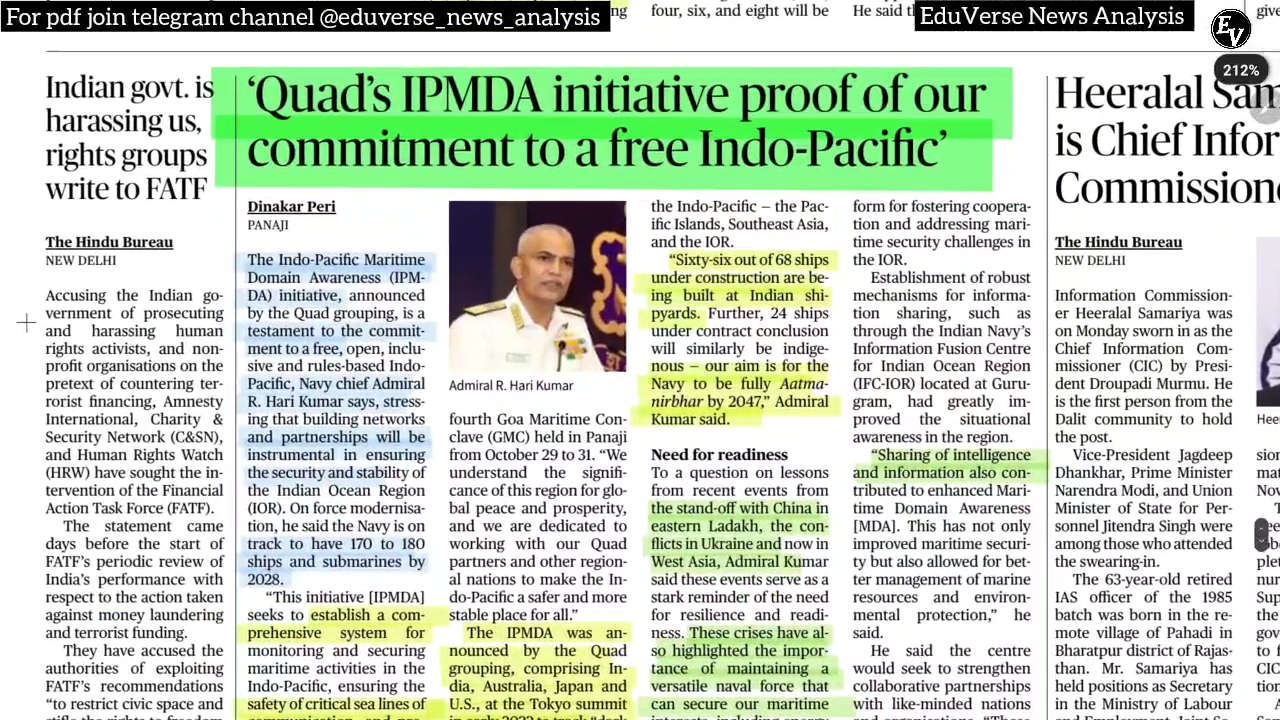 For pdf join telegram channel @eduverse_news_analysis
four, six, and eight will be
EduVerse News Analysis
EV
212%
Indian govt. is
harassing us,
rights groups
write to FATF
The Hindu Bureau
NEW DELHI
Accusing the Indian go-
vernment of prosecuting
and harassing human
rights activists, and non-
profit organisations on the
pretext of countering ter-
rorist financing, Amnesty
International, Charity &
Security Network (C&SN),
and Human Rights Watch
(HRW) have sought the in-
tervention of the Financial
Action Task Force (FATF).
The statement came
days before the start of
FATF's periodic review of
India's performance with
respect to the action taken
against money laundering
and terrorist funding.
They have accused the
authorities of exploiting
FATF's recommendations
"to restrict civic space and
'Quad's IPMDA initiative proof of our
commitment to a free Indo-Pacific'
Dinakar Peri
PANAJI
The Indo-Pacific Maritime
Domain Awareness (IPM-
DA) initiative, announced
by the Quad grouping, is a
testament to the commit-
ment to a free, open, inclu-
sive and rules-based Indo-
Pacific, Navy chief Admiral
R. Hari Kumar says, stress-
ing that building networks
and partnerships will be
instrumental in ensuring
the security and stability of
the Indian Ocean Region
(IOR). On force modernisa-
tion, he said the Navy is on
track to have 170 to 180
ships and submarines by
2028.
"This initiative [IPMDA]
seeks to establish a com-
prehensive system for
monitoring and securing
maritime activities in the
Indo-Pacific, ensuring the
safety of critical sea lines of
Admiral R. Hari Kumar
fourth Goa Maritime Con-
clave (GMC) held in Panaji
from October 29 to 31. "We
understand the signifi-
cance of this region for glo-
bal peace and prosperity,
and we are dedicated to
working with our Quad
partners and other region-
al nations to make the In-
do-Pacific a safer and more
stable place for all."
The IPMDA was an-
nounced by the Quad
grouping, comprising In-
dia, Australia, Japan and
U.S., at the Tokyo summit
the Indo-Pacific — the Pac-
ific Islands, Southeast Asia,
and the IOR.
"Sixty-six out of 68 ships
under construction are be-
ing built at Indian shi-
pyards. Further, 24 ships
under contract conclusion
will similarly be indige-
nous — our aim is for the
Navy to be fully Aatma-
nirbhar by 2047," Admiral
Kumar said.
Need for readiness
To a question on lessons
from recent events from
the stand-off with China in
eastern Ladakh, the con-
flicts in Ukraine and now in
West Asia, Admiral Kumar
said these events serve as a
stark reminder of the need
for resilience and readi-
ness. These crises have al-
so highlighted the impor-
tance of maintaining a
versatile naval force that
can secure our maritime
form for fostering coopera-
tion and addressing mari-
time security challenges in
the IOR.
Establishment of robust
mechanisms for informa-
tion sharing, such as
through the Indian Navy's
Information Fusion Centre
for Indian Ocean Region
(IFC-IOR) located at Guru-
gram, had greatly im-
proved the situational
awareness in the region.
"Sharing of intelligence
and information also con-
tributed to enhanced Mari-
time Domain Awareness
[MDA]. This has not only
improved maritime securi-
ty but also allowed for bet-
ter management of marine
resources and environ-
mental protection," he
said.
He said the centre
would seek to strengthen
collaborative partnerships
with like-minded nations
Heeralal Sam
is Chief Infor
Commissione
The Hindu Bureau
NEW DELHI
Information Commission-
er Heeralal Samariya was
on Monday sworn in as the
Chief Information Com-
missioner (CIC) by Presi-
dent Droupadi Murmu. He
is the first person from the
Dalit community to hold
the post.
Vice-President Jagdeep
Dhankhar, Prime Minister
Narendra Modi, and Union
Minister of State for Per-
sonnel Jitendra Singh were
among those who attended
the swearing-in.
The 63-year-old retired
IAS officer of the 1985
batch was born in the re-
mote village of Pahadi in
Bharatpur district of Rajas-
than. Mr. Samariya has
held positions as Secretary
in the Ministry of Labour